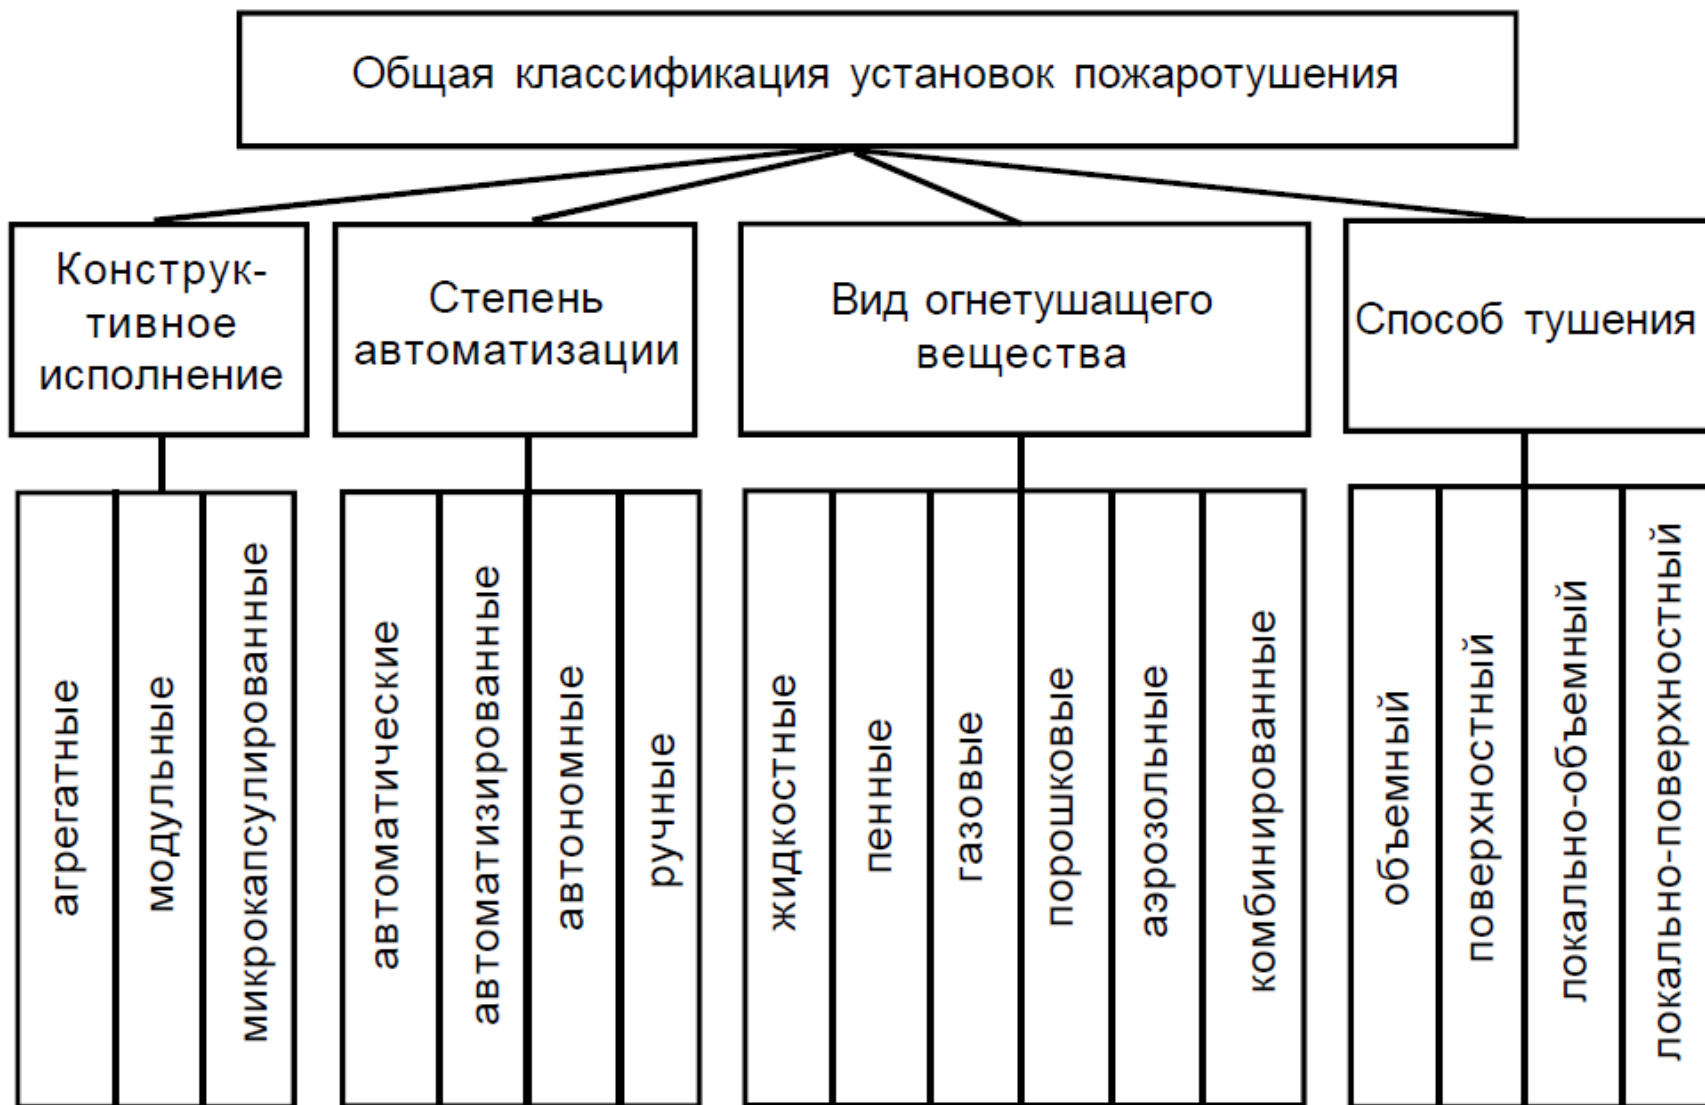 Общая классификация установок пожаротушения
Конструк-
тивное
исполнение
Степень
автоматизации
Вид огнетушащего
вещества
Способ тушения
агрегатные
модульные
микрокапсулированные
автоматические
автоматизированные
автономные
ручные
жидкостные
пенные
газовые
порошковые
аэрозольные
комбинированные
объемный
поверхностный
локально-объемный
локально-поверхностный